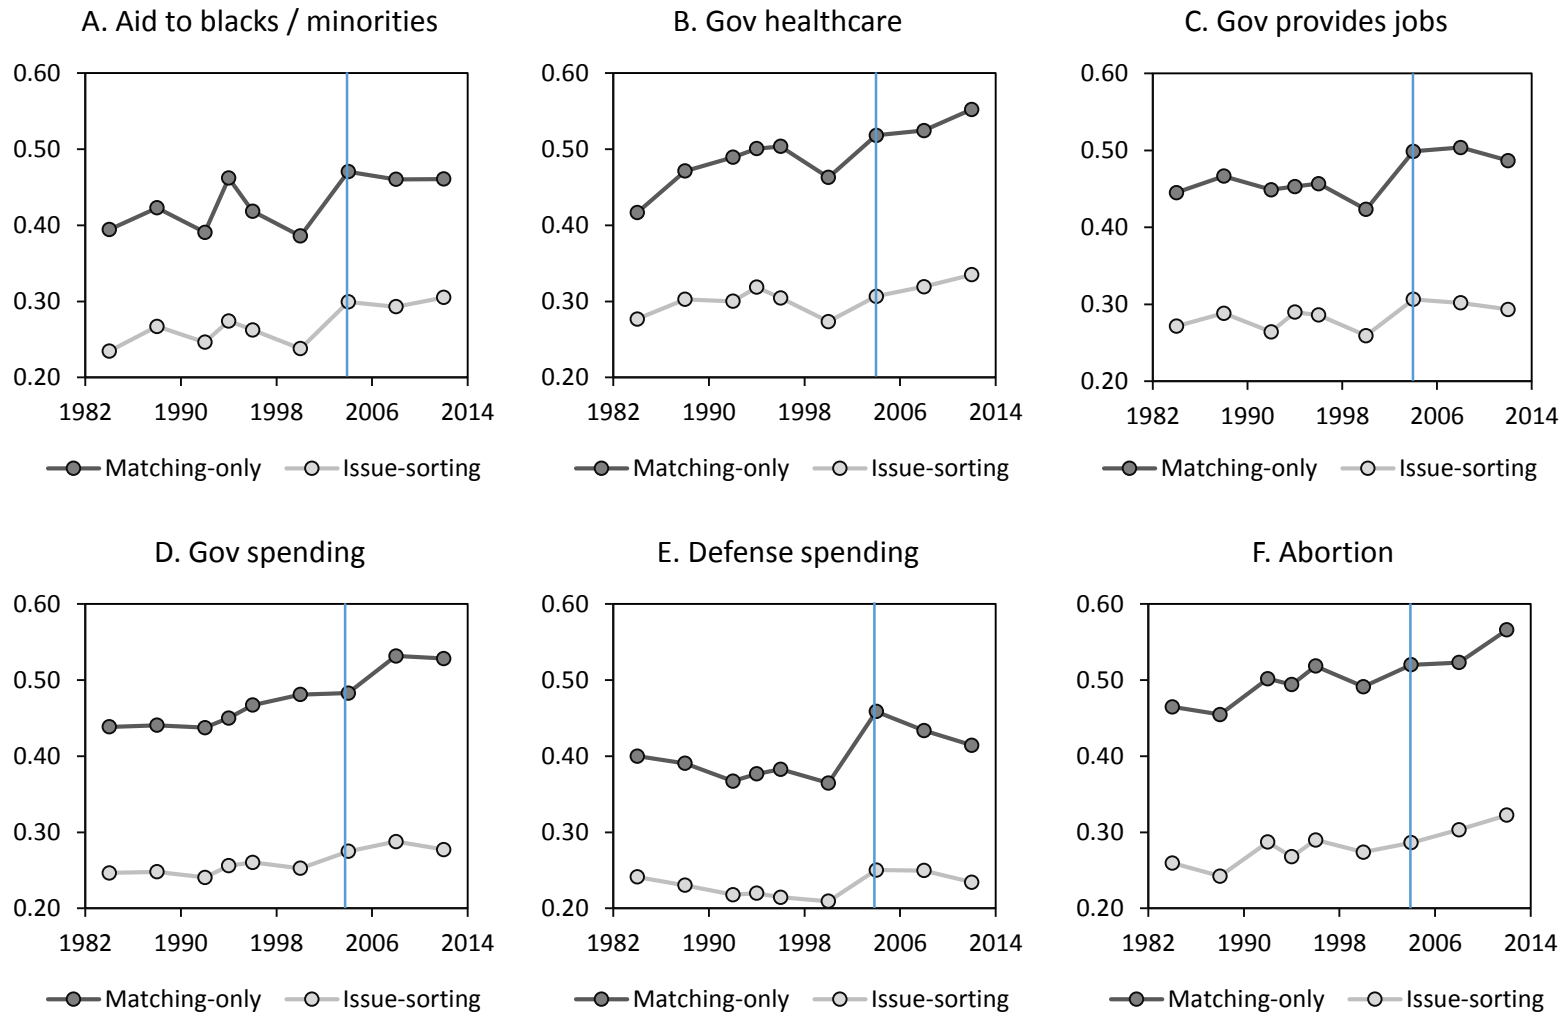 A. Aid to blacks / minorities
0.60
0.50
0.40
0.30
0.20
1982 1990 1998 2006 2014
Matching-only Issue-sorting
B. Gov healthcare
0.60
0.50
0.40
0.30
0.20
1982 1990 1998 2006 2014
Matching-only Issue-sorting
C. Gov provides jobs
0.60
0.50
0.40
0.30
0.20
1982 1990 1998 2006 2014
Matching-only Issue-sorting
D. Gov spending
0.60
0.50
0.40
0.30
0.20
1982 1990 1998 2006 2014
Matching-only Issue-sorting
E. Defense spending
0.60
0.50
0.40
0.30
0.20
1982 1990 1998 2006 2014
Matching-only Issue-sorting
F. Abortion
0.60
0.50
0.40
0.30
0.20
1982 1990 1998 2006 2014
Matching-only Issue-sorting